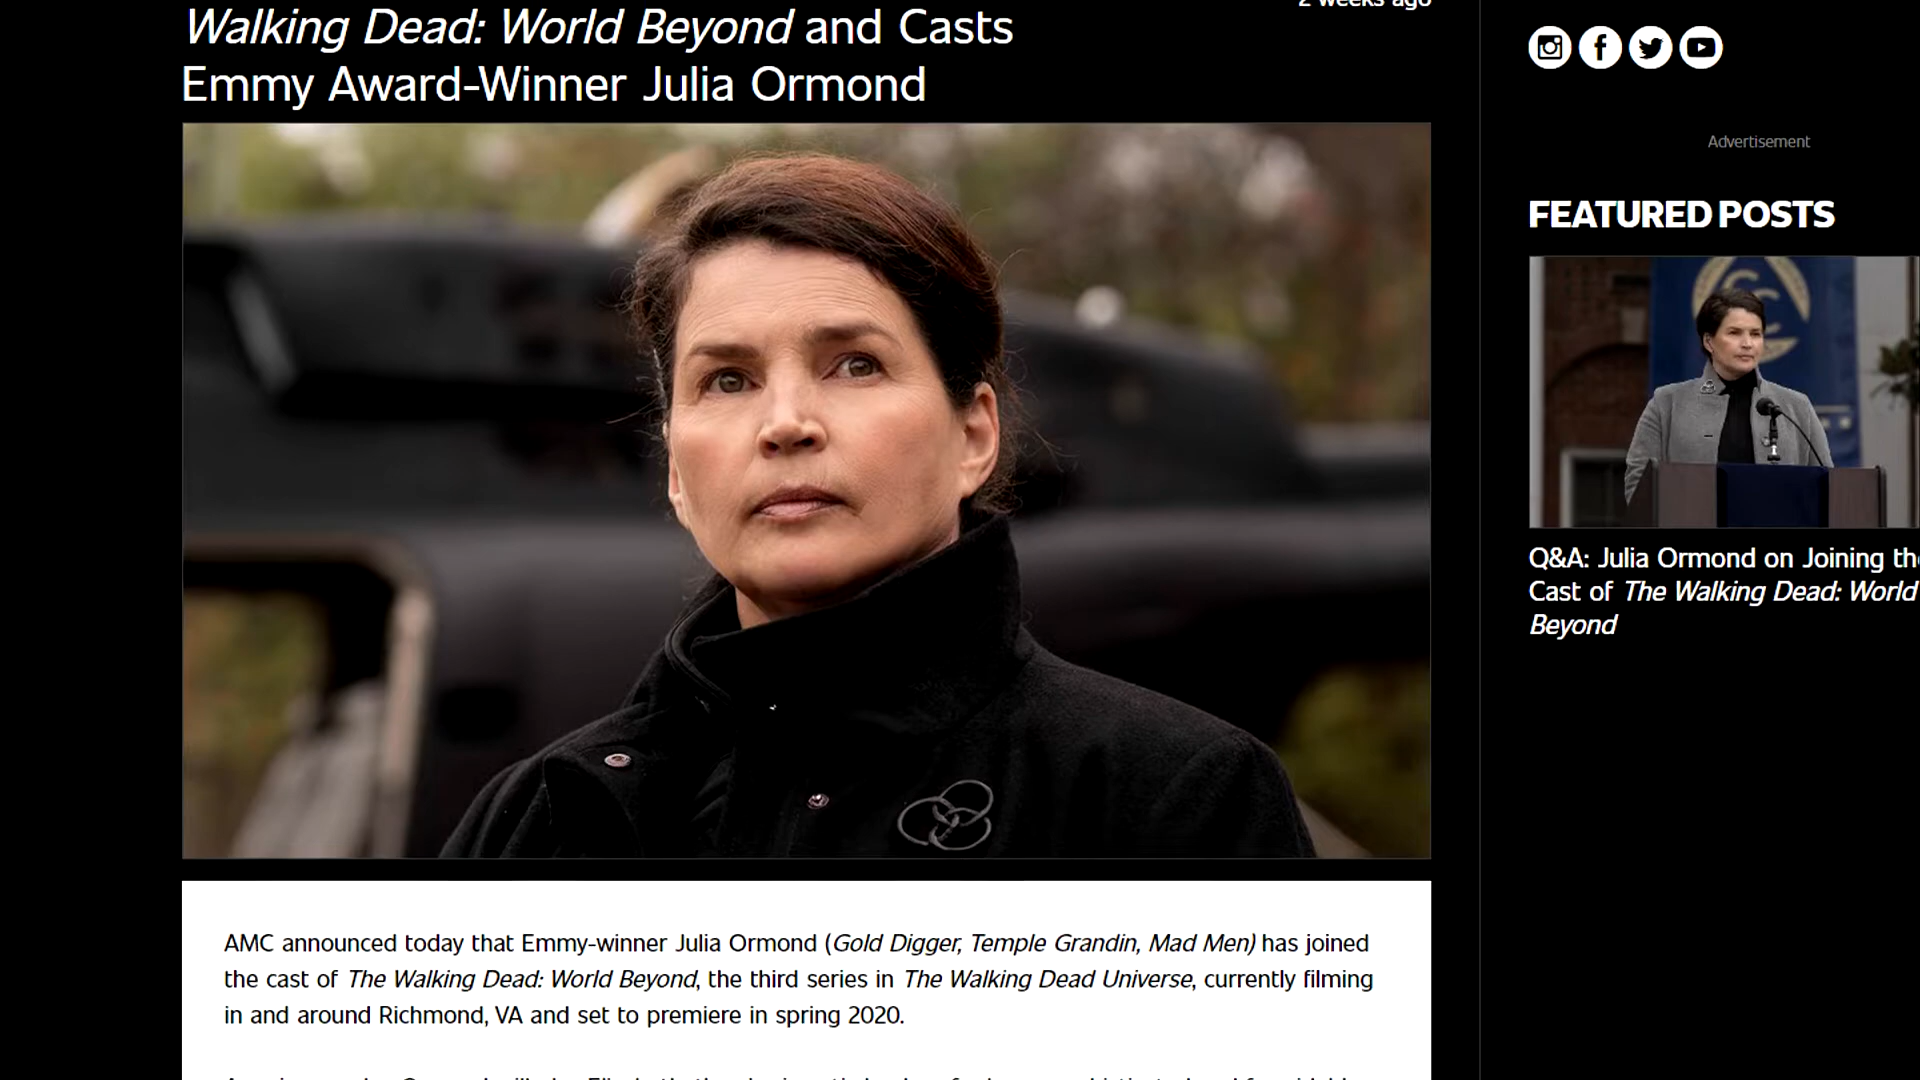 Walking Dead: World Beyond and Casts
Emmy Award-Winner Julia Ormond
2 weeks ago
Advertisement
FEATURED POSTS
Q&A: Julia Ormond on Joining
Cast of The Walking Dead: World
Beyond
AMC announced today that Emmy-winner Julia Ormond (Gold Digger, Temple Grandin, Mad Men) has joined
the cast of The Walking Dead: World Beyond, the third series in The Walking Dead Universe, currently filming
in and around Richmond, VA and set to premiere in spring 2020.